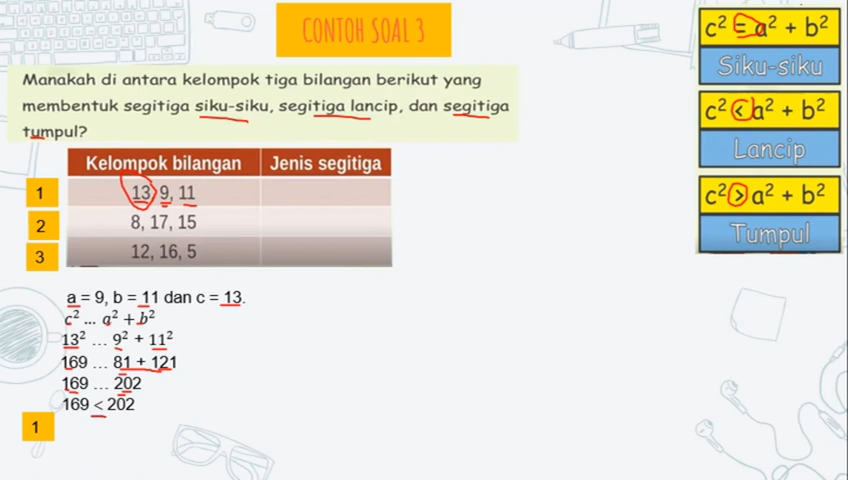 CONTOH SOAL 3
Manakah di antara kelompok tiga bilangan berikut yang
membentuk segitiga siku-siku, segitiga lancip, dan segitiga
tumpul?
Kelompok bilangan Jenis segitiga
1 13, 9, 11
2 8, 17, 15
3 12, 16, 5
a = 9, b = 11 dan c = 13.
c² ... a² + b²
13² ... 9² + 11²
169 ... 81 + 121
169 ... 202
169 < 202
1
c² = a² + b²
Siku-siku
c² < a² + b²
Lancip
c² > a² + b²
Tumpul